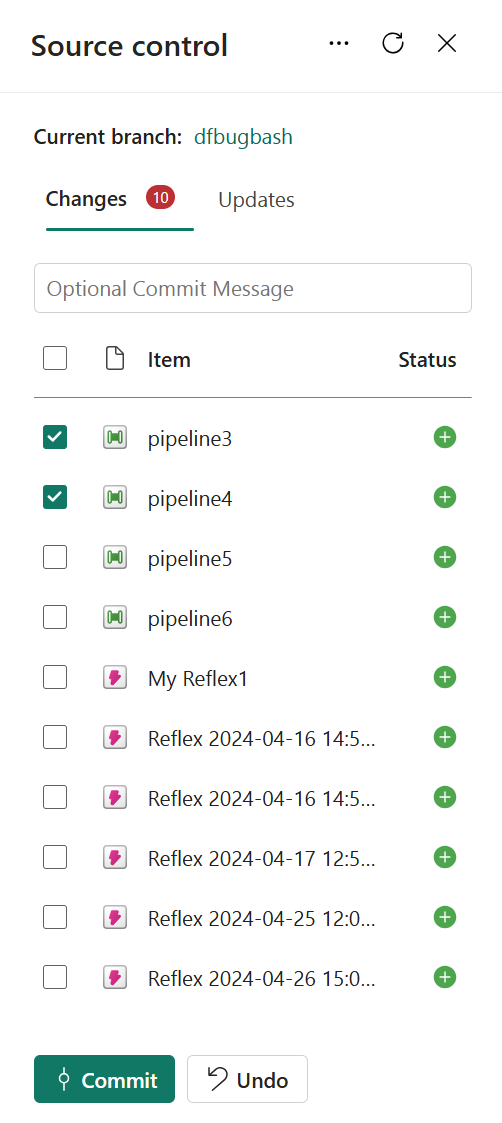 Source control
Current branch: dfbugbash
Changes 10 Updates
Optional Commit Message
Item Status
pipeline3
pipeline4
pipeline5
pipeline6
My Reflex1
Reflex 2024-04-16 14:5...
Reflex 2024-04-16 14:5...
Reflex 2024-04-17 12:5...
Reflex 2024-04-25 12:0...
Reflex 2024-04-26 15:0...
Commit Undo